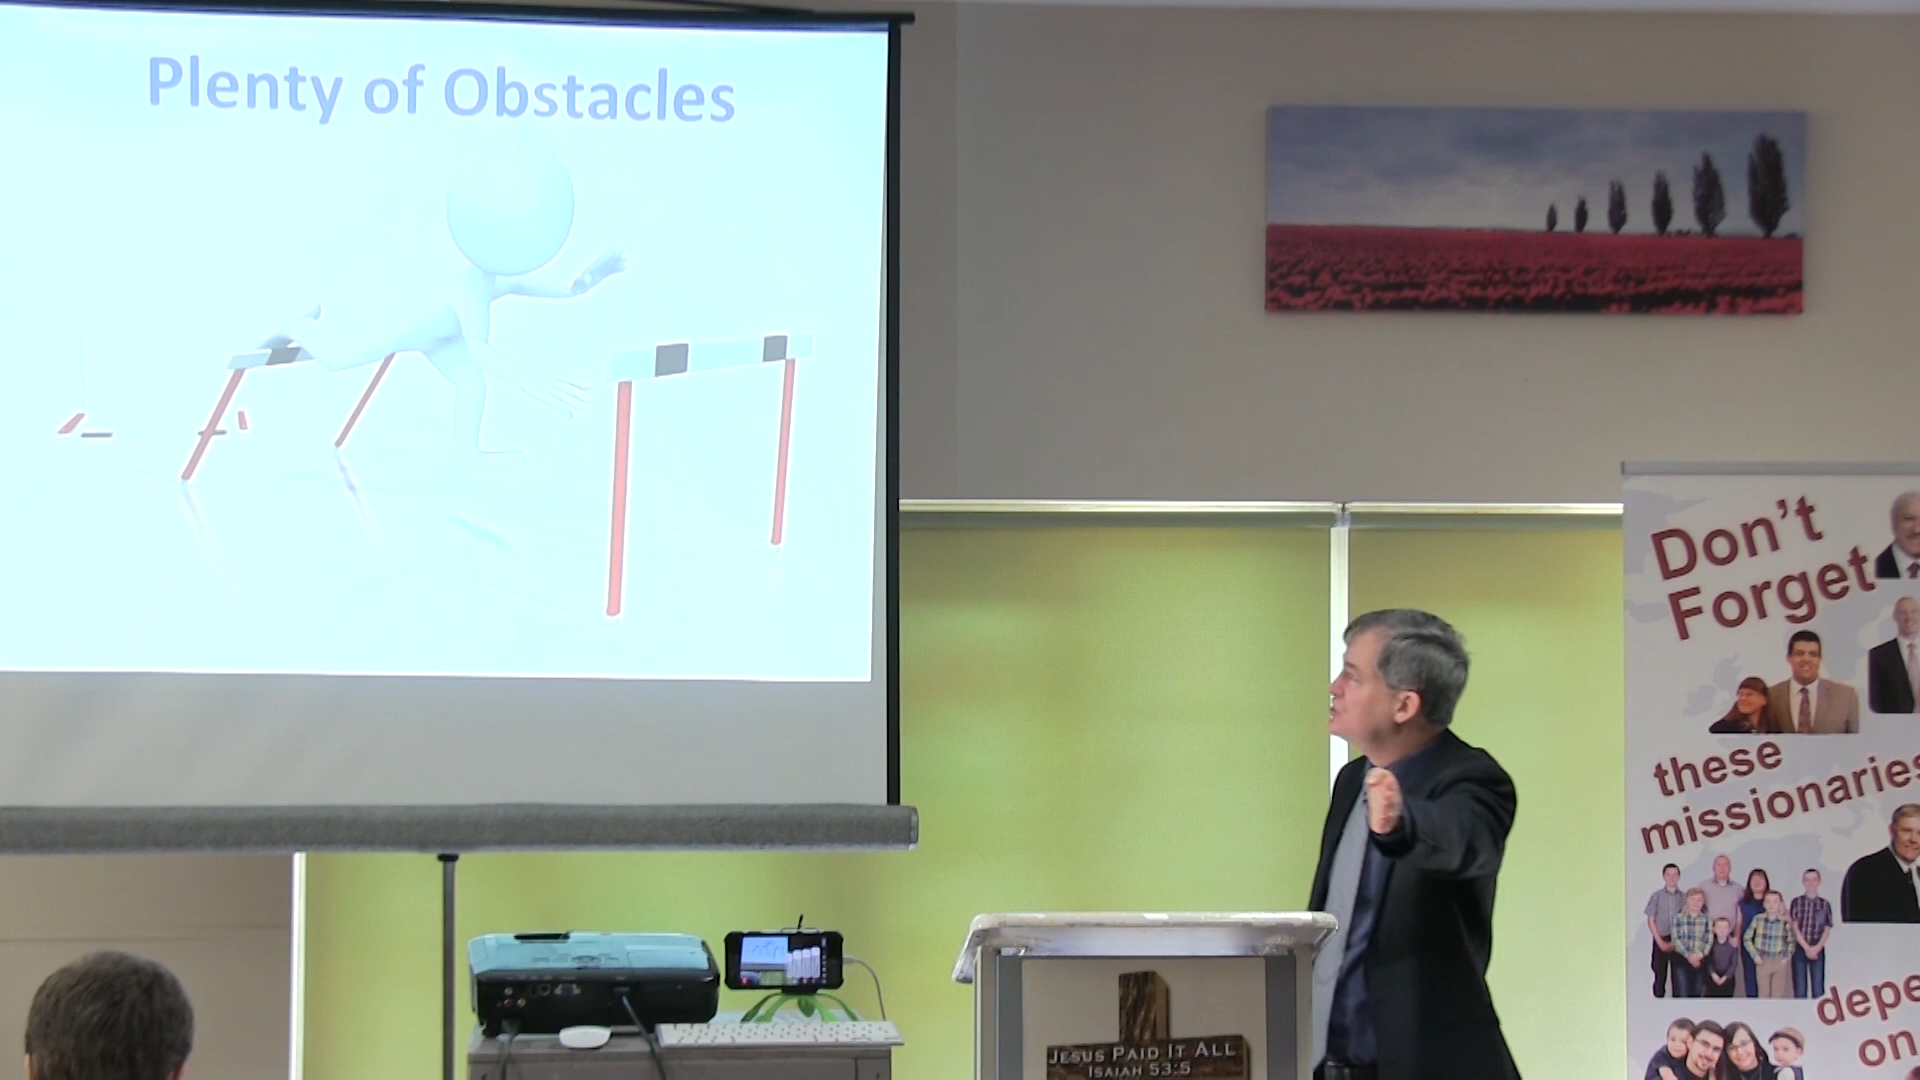 Plenty of Obstacles
Don't
Forget
these
missionaries
depe
on
JESUS PAID IT ALL
ISAIAH 53:5